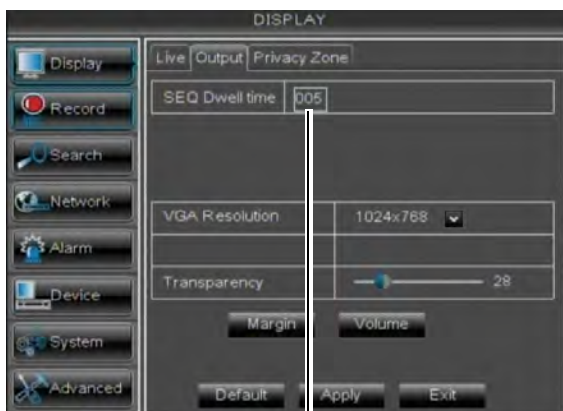 DISPLAY
Display
Record
Search
Network
Alarm
Device
System
Advanced
Live Output Privacy Zone
SEQ Dwell time 005
VGA Resolution 1024x768
Transparency 28
Margin Volume
Default Apply Exit